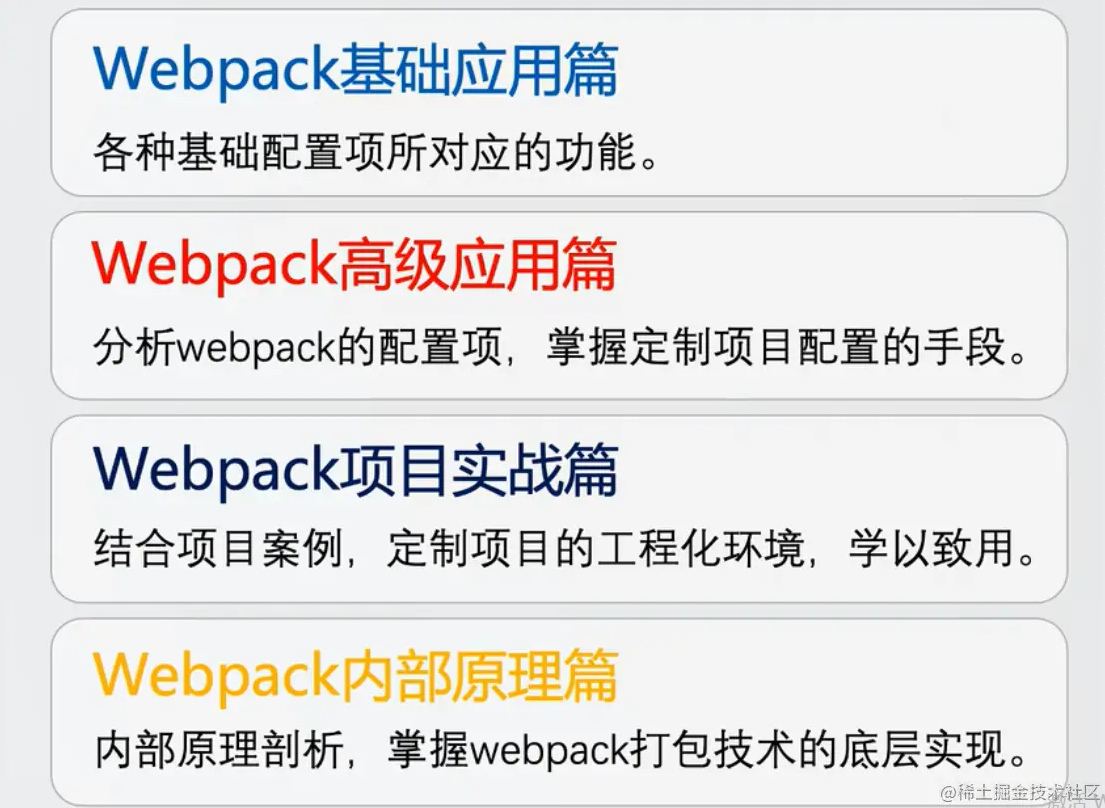 Webpack基础应用篇
各种基础配置项所对应的功能。
Webpack高级应用篇
分析webpack的配置项，掌握定制项目配置的手段。
Webpack项目实战篇
结合项目案例，定制项目的工程化环境，学以致用。
Webpack内部原理篇
内部原理剖析，掌握webpack打包技术的底层实现。
@稀土掘金技术社区